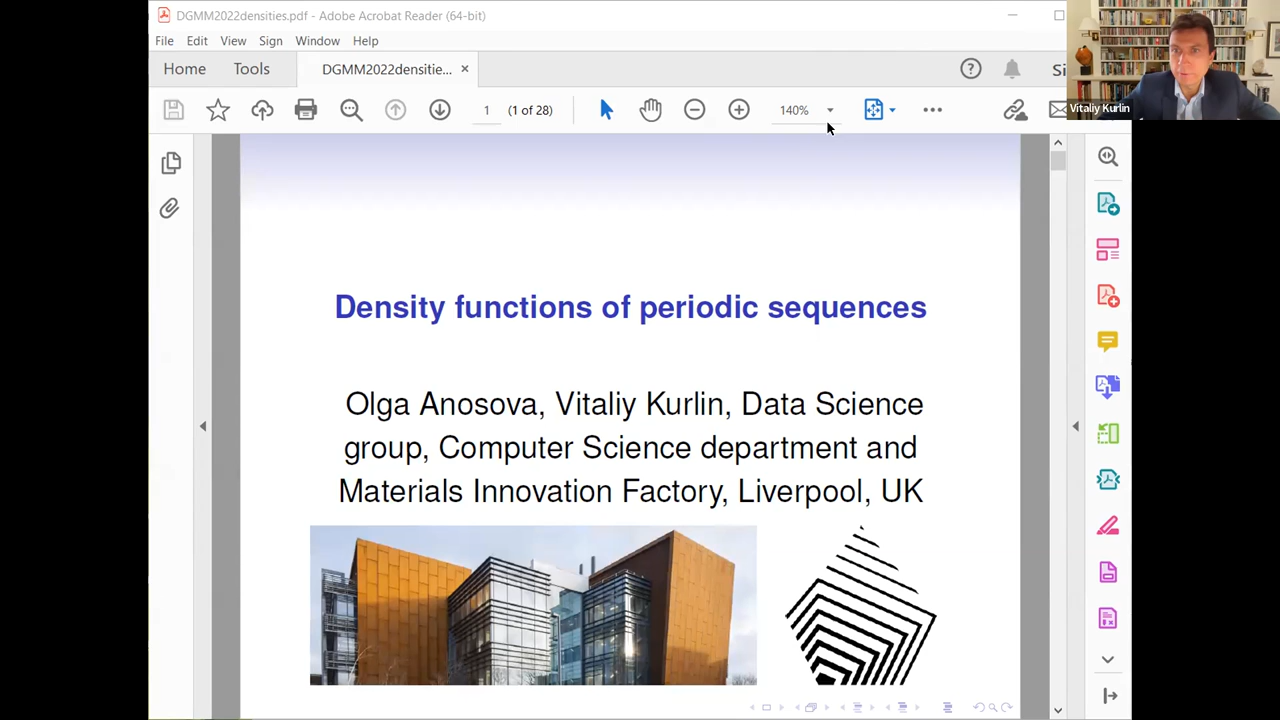 DGMM2022densities.pdf - Adobe Acrobat Reader (64-bit)
File Edit View Sign Window Help
Home Tools DGMM2022densitie... ×
Si
1 (1 of 28) 140%
Vitaliy Kurlin
Density functions of periodic sequences
Olga Anosova, Vitaliy Kurlin, Data Science
group, Computer Science department and
Materials Innovation Factory, Liverpool, UK